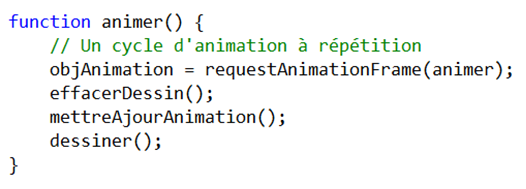 function animer() {
    // Un cycle d'animation à répétition
    objAnimation = requestAnimationFrame(animer);
    effacerDessin();
    mettreAjourAnimation();
    dessiner();
}